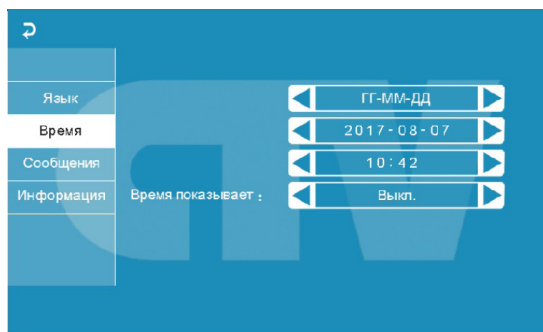 ГГ-ММ-ДД
Язык
2017-08-07
Время
10:42
Сообщения
Информация
Время показывает :
Выкл.